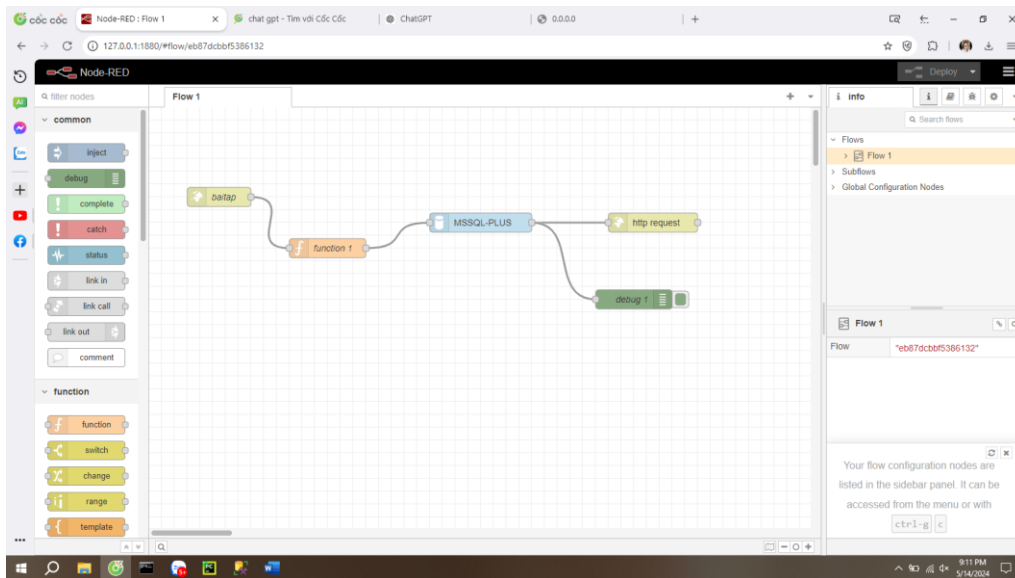 cốc cốc
Node-RED : Flow 1
chat gpt - Tìm với Cốc Cốc
ChatGPT
0.0.0.0
127.0.0.1:1880/#flow/eb87dcbbf5386132
Node-RED
Deploy
filter nodes
Flow 1
info
i
common
Search flows
inject
debug
complete
catch
status
link in
link call
link out
comment
function
function
switch
change
range
template
baitap
function 1
MSSQL-PLUS
http request
debug 1
Flows
Flow 1
Subflows
Global Configuration Nodes
Flow 1
Flow
"eb87dcbbf5386132"
Your flow configuration nodes are
listed in the sidebar panel. It can be
accessed from the menu or with
ctrl-g c
9:11 PM
5/14/2024